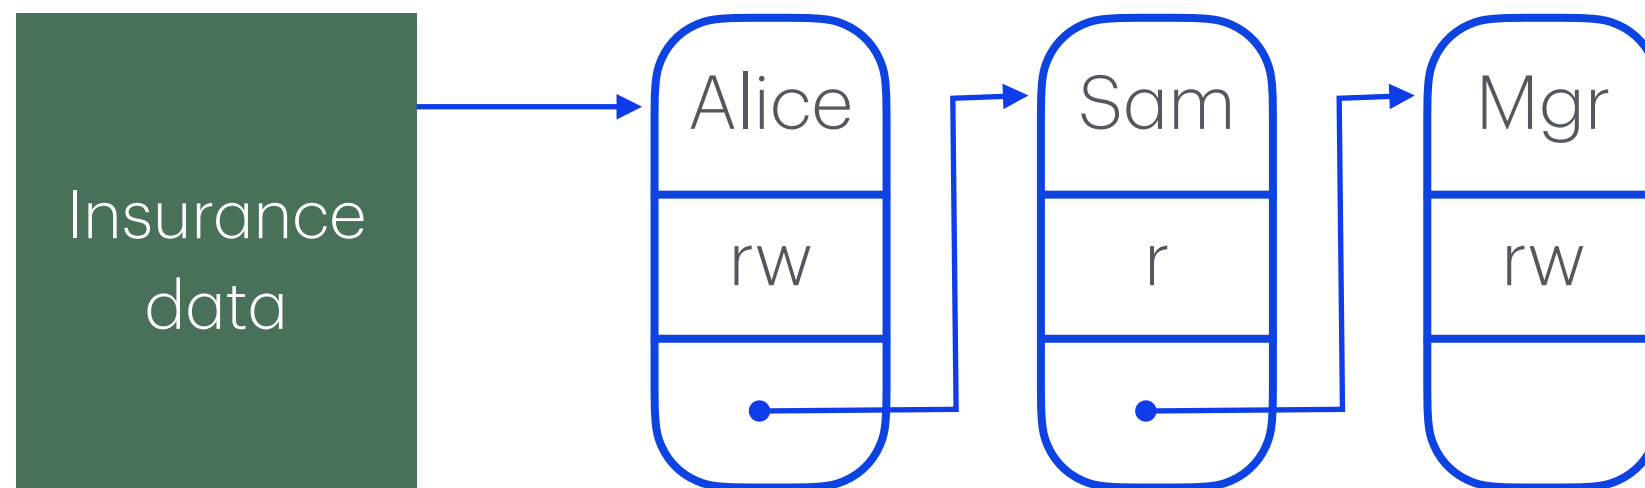 Insurance
data
Alice
rw
Sam
r
Mgr
rw